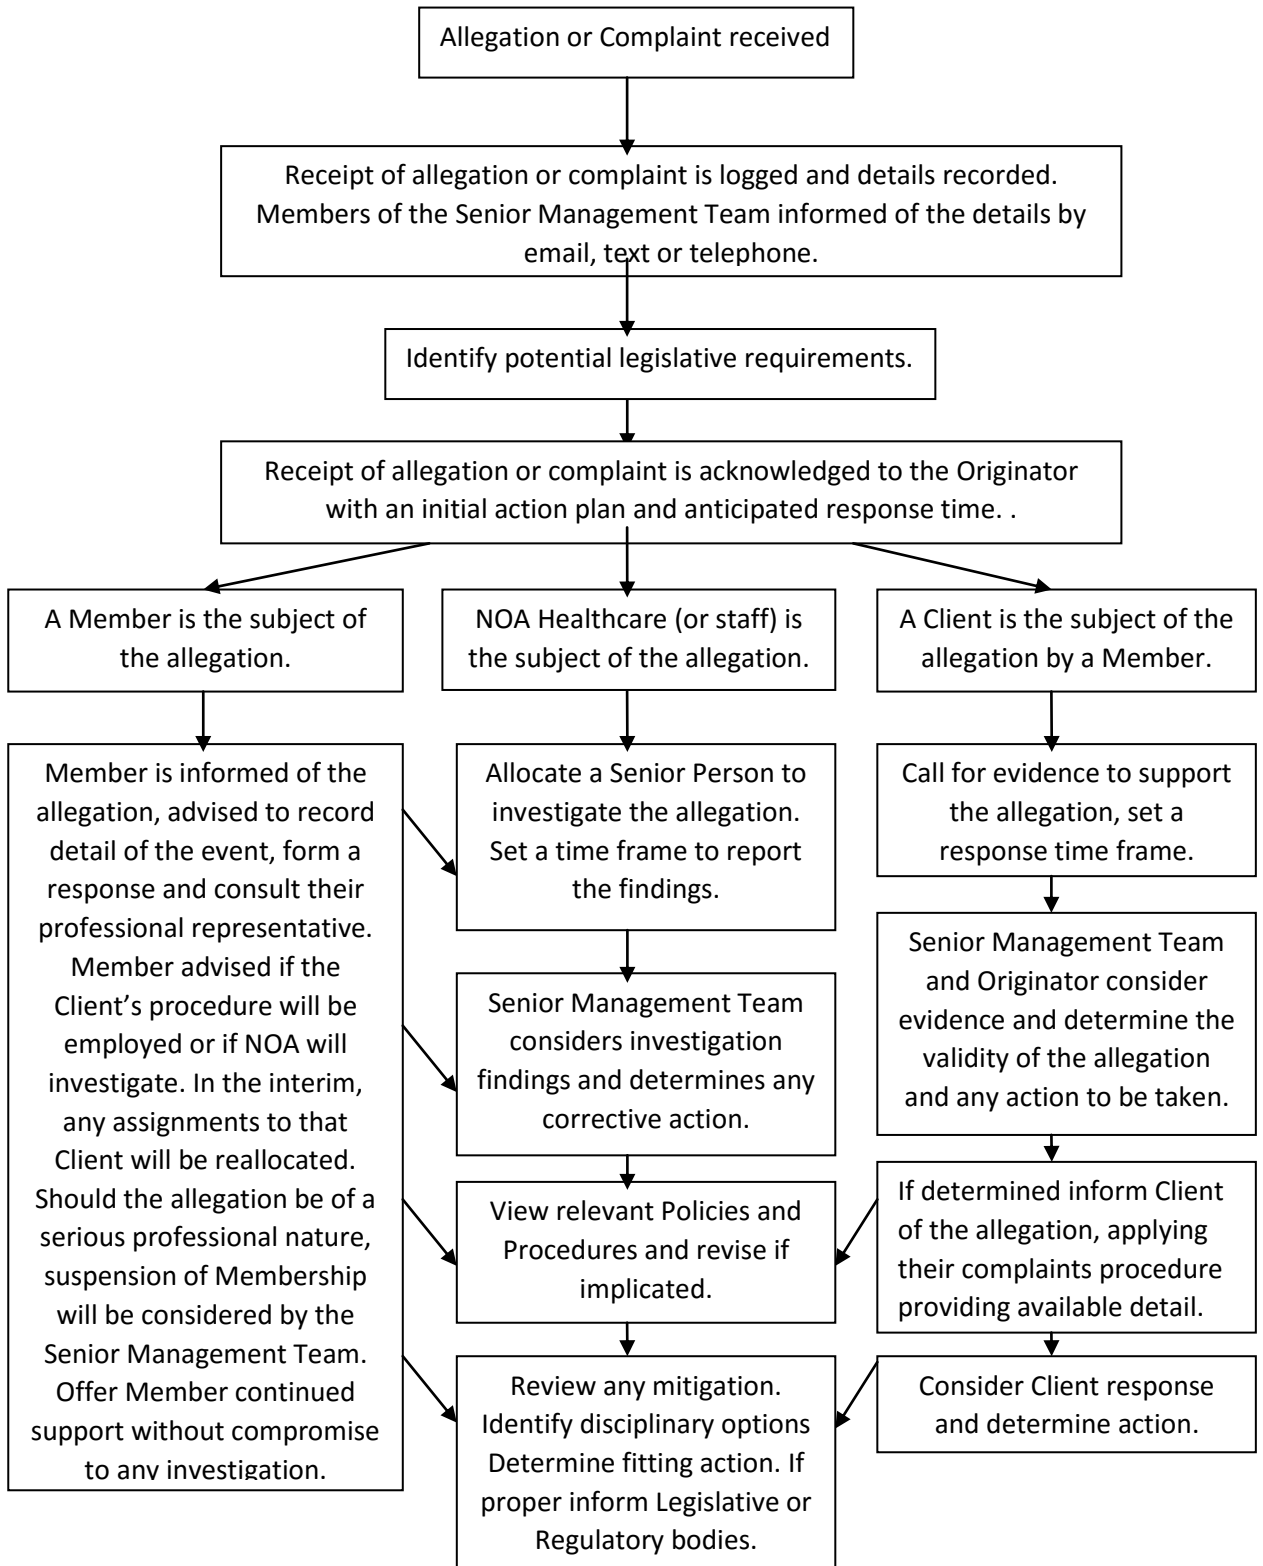 Allegation or Complaint received
Receipt of allegation or complaint is logged and details recorded.
Members of the Senior Management Team informed of the details by
email, text or telephone.
Identify potential legislative requirements.
Receipt of allegation or complaint is acknowledged to the Originator
with an initial action plan and anticipated response time. .
A Member is the subject of
the allegation.
NOA Healthcare (or staff) is
the subject of the allegation.
A Client is the subject of the
allegation by a Member.
Member is informed of the
allegation, advised to record
detail of the event, form a
response and consult their
professional representative.
Member advised if the
Client’s procedure will be
employed or if NOA will
investigate. In the interim,
any assignments to that
Client will be reallocated.
Should the allegation be of a
serious professional nature,
suspension of Membership
will be considered by the
Senior Management Team.
Offer Member continued
support without compromise
to any investigation.
Allocate a Senior Person to
investigate the allegation.
Set a time frame to report
the findings.
Senior Management Team
considers investigation
findings and determines any
corrective action.
View relevant Policies and
Procedures and revise if
implicated.
Review any mitigation.
Identify disciplinary options
Determine fitting action. If
proper inform Legislative or
Regulatory bodies.
Call for evidence to support
the allegation, set a
response time frame.
Senior Management Team
and Originator consider
evidence and determine the
validity of the allegation
and any action to be taken.
If determined inform Client
of the allegation, applying
their complaints procedure
providing available detail.
Consider Client response
and determine action.